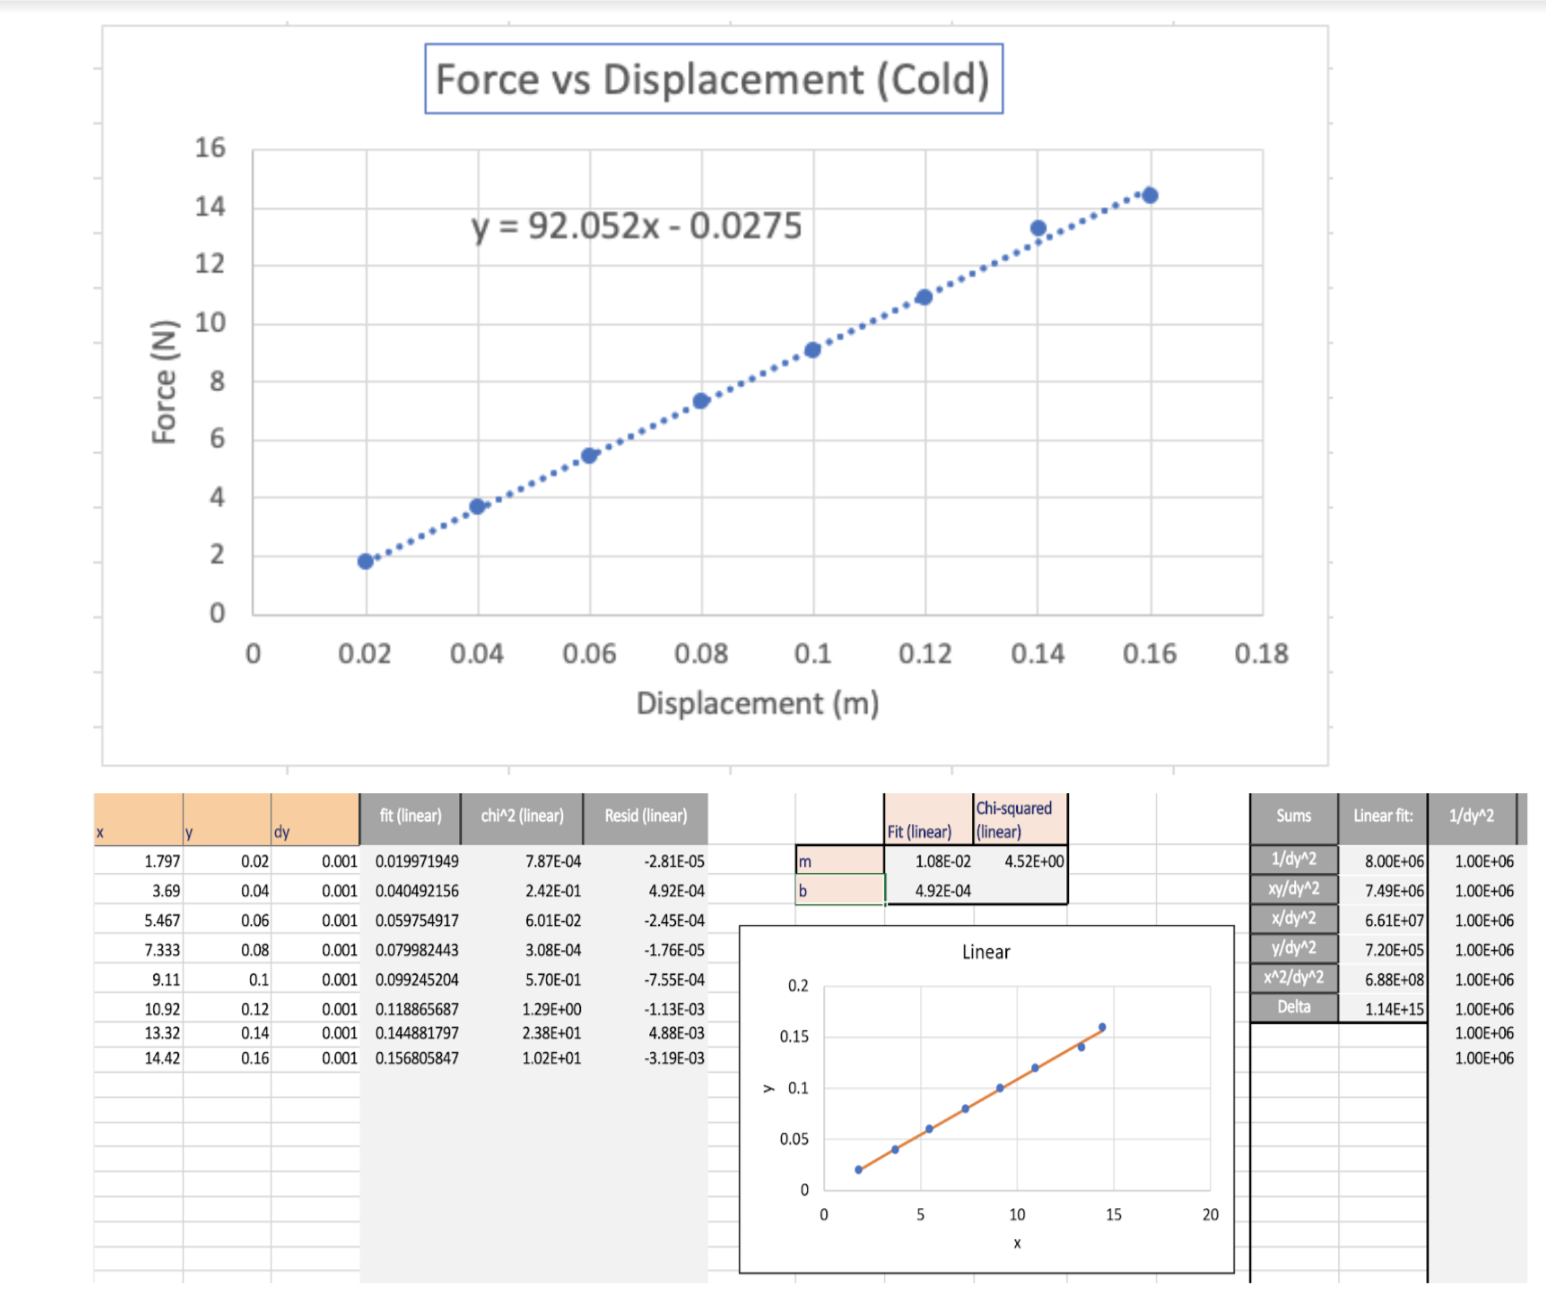 Force vs Displacement (Cold)
16
14
y = 92.052x - 0.0275
12
10
8
6
4
2
0
Force (N)
0 0.02 0.04 0.06 0.08 0.1 0.12 0.14 0.16 0.18
Displacement (m)
x y dy fit (linear) chi^2 (linear) Resid (linear)
1.797 0.02 0.001 0.019971949 7.87E-04 -2.81E-05
3.69 0.04 0.001 0.040492156 2.42E-01 4.92E-04
5.467 0.06 0.001 0.059754917 6.01E-02 -2.45E-04
7.333 0.08 0.001 0.079982443 3.08E-04 -1.76E-05
9.11 0.1 0.001 0.099245204 5.70E-01 -7.55E-04
10.92 0.12 0.001 0.118865687 1.29E+00 -1.13E-03
13.32 0.14 0.001 0.144881797 2.38E+01 4.88E-03
14.42 0.16 0.001 0.156805847 1.02E+01 -3.19E-03
Fit (linear) Chi-squared (linear)
m 1.08E-02 4.52E+00
b 4.92E-04
Linear
0.2
0.15
0.1
0.05
0
y
0 5 10 15 20
x
Sums Linear fit: 1/dy^2
1/dy^2 8.00E+06 1.00E+06
xy/dy^2 7.49E+06 1.00E+06
x/dy^2 6.61E+07 1.00E+06
y/dy^2 7.20E+05 1.00E+06
x^2/dy^2 6.88E+08 1.00E+06
Delta 1.14E+15 1.00E+06
1.00E+06
1.00E+06